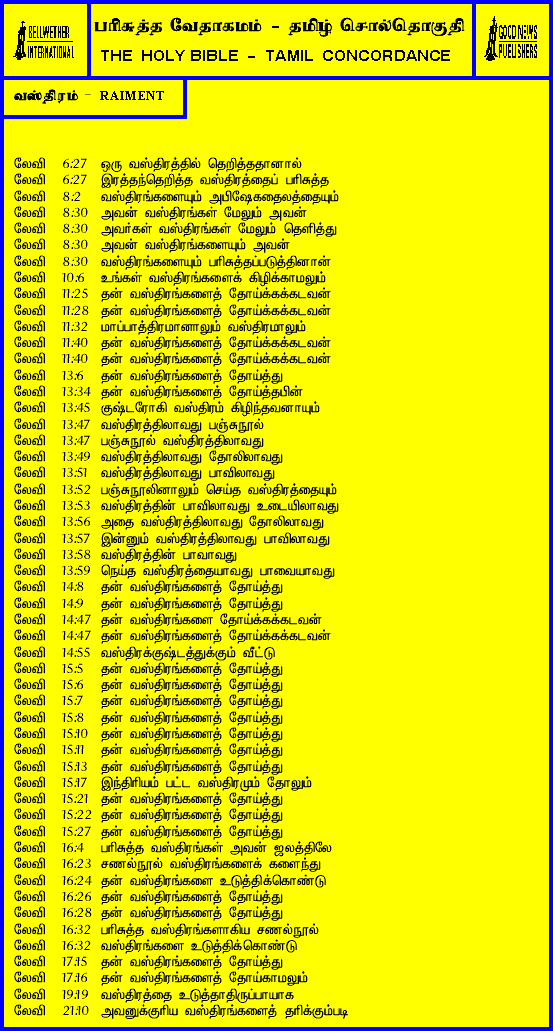 BELLWETHER
INTERNATIONAL
பரிசுத்த வேதாகமம் - தமிழ் சொல்தொகுதி
THE HOLY BIBLE - TAMIL CONCORDANCE
GOOD NEWS
PUBLISHERS
வஸ்திரம் - RAIMENT
லேவி 6:27 ஒரு வஸ்திரத்தில் தெறித்ததானால்
லேவி 6:27 இரத்தந்தெறித்த வஸ்திரத்தைப் பரிசுத்த
லேவி 8:2 வஸ்திரங்களையும் அபிஷேகதைலத்தையும்
லேவி 8:30 அவன் வஸ்திரங்கள் மேலும் அவன்
லேவி 8:30 அவர்கள் வஸ்திரங்கள் மேலும் தெளித்து
லேவி 8:30 அவன் வஸ்திரங்களையும் அவன்
லேவி 8:30 வஸ்திரங்களையும் பரிசுத்தப்படுத்தினான்
லேவி 10:6 உங்கள் வஸ்திரங்களைக் கிழிக்காமலும்
லேவி 11:25 தன் வஸ்திரங்களைத் தோய்க்கக்கடவன்
லேவி 11:28 தன் வஸ்திரங்களைத் தோய்க்கக்கடவன்
லேவி 11:32 மாப்பாத்திரமானாலும் வஸ்திரமாலும்
லேவி 11:40 தன் வஸ்திரங்களைத் தோய்க்கக்கடவன்
லேவி 11:40 தன் வஸ்திரங்களைத் தோய்க்கக்கடவன்
லேவி 13:6 தன் வஸ்திரங்களைத் தோய்த்து
லேவி 13:34 தன் வஸ்திரங்களைத் தோய்த்தபின்
லேவி 13:45 குஷ்டரோகி வஸ்திரம் கிழிந்தவனாயும்
லேவி 13:47 வஸ்திரத்திலாவது பஞ்சுநூல்
லேவி 13:47 பஞ்சுநூல் வஸ்திரத்திலாவது
லேவி 13:49 வஸ்திரத்திலாவது தோலிலாவது
லேவி 13:51 வஸ்திரத்திலாவது பாவிலாவது
லேவி 13:52 பஞ்சுநூலினாலும் செய்த வஸ்திரத்தையும்
லேவி 13:53 வஸ்திரத்தின் பாவிலாவது உடையிலாவது
லேவி 13:56 அதை வஸ்திரத்திலாவது தோலிலாவது
லேவி 13:57 இன்னும் வஸ்திரத்திலாவது பாவிலாவது
லேவி 13:58 வஸ்திரத்தின் பாவாவது
லேவி 13:59 நெய்த வஸ்திரத்தையாவது பாவையாவது
லேவி 14:8 தன் வஸ்திரங்களைத் தோய்த்து
லேவி 14:9 தன் வஸ்திரங்களைத் தோய்த்து
லேவி 14:47 தன் வஸ்திரங்களை தோய்க்கக்கடவன்
லேவி 14:47 தன் வஸ்திரங்களைத் தோய்க்கக்கடவன்
லேவி 14:55 வஸ்திரக்குஷ்டத்துக்கும் வீட்டு
லேவி 15:5 தன் வஸ்திரங்களைத் தோய்த்து
லேவி 15:6 தன் வஸ்திரங்களைத் தோய்த்து
லேவி 15:7 தன் வஸ்திரங்களைத் தோய்த்து
லேவி 15:8 தன் வஸ்திரங்களைத் தோய்த்து
லேவி 15:10 தன் வஸ்திரங்களைத் தோய்த்து
லேவி 15:11 தன் வஸ்திரங்களைத் தோய்த்து
லேவி 15:13 தன் வஸ்திரங்களைத் தோய்த்து
லேவி 15:17 இந்திரியம் பட்ட வஸ்திரமும் தோலும்
லேவி 15:21 தன் வஸ்திரங்களைத் தோய்த்து
லேவி 15:22 தன் வஸ்திரங்களைத் தோய்த்து
லேவி 15:27 தன் வஸ்திரங்களைத் தோய்த்து
லேவி 16:4 பரிசுத்த வஸ்திரங்கள் அவன் ஜலத்திலே
லேவி 16:23 சணல்நூல் வஸ்திரங்களைக் களைந்து
லேவி 16:24 தன் வஸ்திரங்களை உடுத்திக்கொண்டு
லேவி 16:26 தன் வஸ்திரங்களைத் தோய்த்து
லேவி 16:28 தன் வஸ்திரங்களைத் தோய்த்து
லேவி 16:32 பரிசுத்த வஸ்திரங்களாகிய சணல்நூல்
லேவி 16:32 வஸ்திரங்களை உடுத்திக்கொண்டு
லேவி 17:15 தன் வஸ்திரங்களைத் தோய்த்து
லேவி 17:16 தன் வஸ்திரங்களைத் தோய்காமலும்
லேவி 19:19 வஸ்திரத்தை உடுத்தாதிருப்பாயாக
லேவி 21:10 அவனுக்குரிய வஸ்திரங்களைத் தரிக்கும்படி